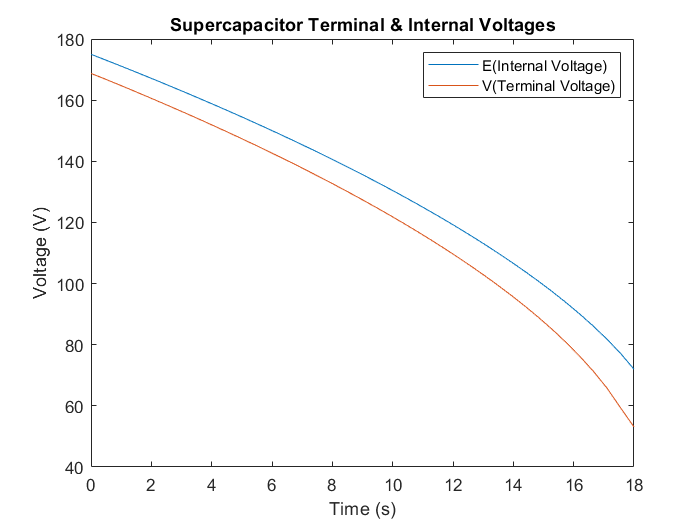 Supercapacitor Terminal & Internal Voltages
180
160
140
120
100
80
60
40
Voltage (V)
E(Internal Voltage)
V(Terminal Voltage)
0 2 4 6 8 10 12 14 16 18
Time (s)